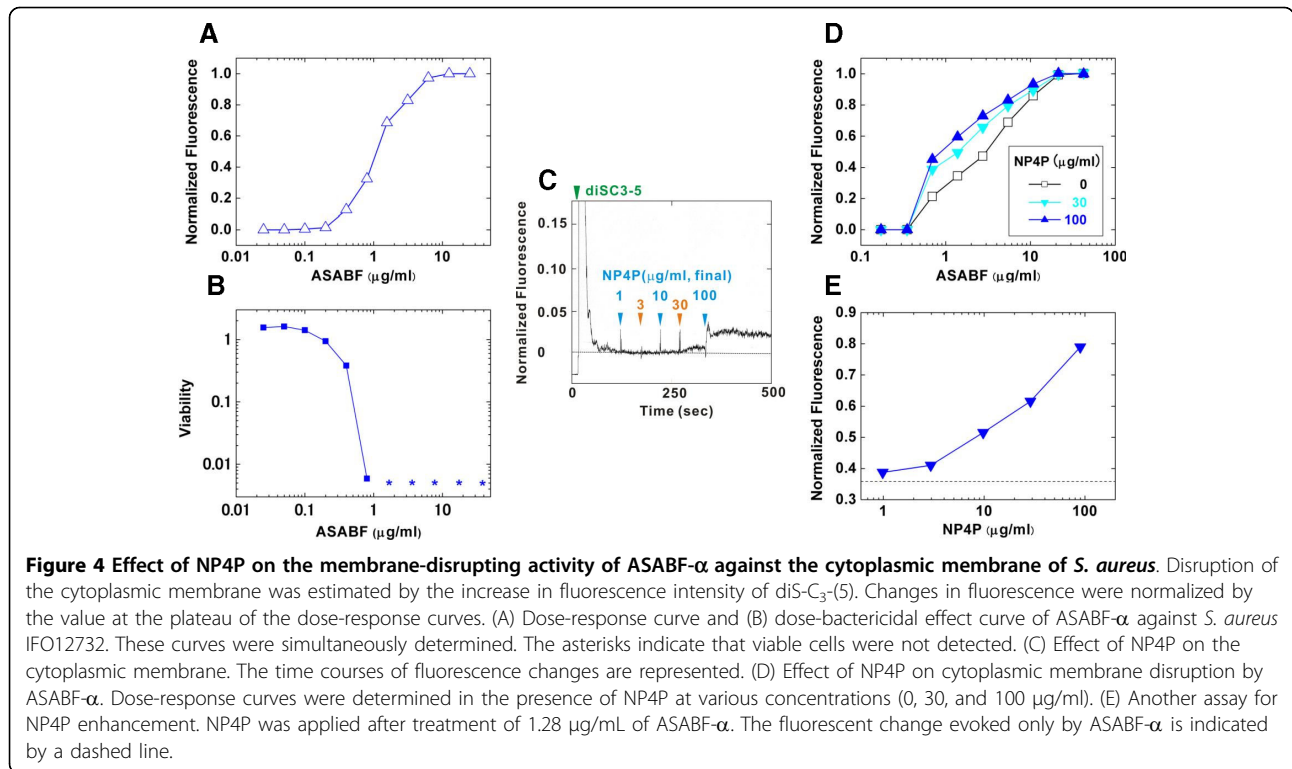 A
Normalized Fluorescence
1.0
0.8
0.6
0.4
0.2
0.0
0.01 0.1 1 10
ASABF (μg/ml)
B
Viability
1
0.1
0.01
0.01 0.1 1 10
ASABF (μg/ml)
C
diSC3-5
Normalized Fluorescence
0.15
0.10
0.05
0
NP4P(μg/ml, final)
1 3 10 30 100
0 250 500
Time (sec)
D
Normalized Fluorescence
1.0
0.8
0.6
0.4
0.2
0.0
NP4P (μg/ml)
0
30
100
0.1 1 10 100
ASABF (μg/ml)
E
Normalized Fluorescence
0.9
0.8
0.7
0.6
0.5
0.4
0.3
1 10 100
NP4P (μg/ml)
Figure 4 Effect of NP4P on the membrane-disrupting activity of ASABF-α against the cytoplasmic membrane of S. aureus. Disruption of
the cytoplasmic membrane was estimated by the increase in fluorescence intensity of diS-C3-(5). Changes in fluorescence were normalized by
the value at the plateau of the dose-response curves. (A) Dose-response curve and (B) dose-bactericidal effect curve of ASABF-α against S. aureus
IFO12732. These curves were simultaneously determined. The asterisks indicate that viable cells were not detected. (C) Effect of NP4P on the
cytoplasmic membrane. The time courses of fluorescence changes are represented. (D) Effect of NP4P on cytoplasmic membrane disruption by
ASABF-α. Dose-response curves were determined in the presence of NP4P at various concentrations (0, 30, and 100 μg/ml). (E) Another assay for
NP4P enhancement. NP4P was applied after treatment of 1.28 μg/mL of ASABF-α. The fluorescent change evoked only by ASABF-α is indicated
by a dashed line.